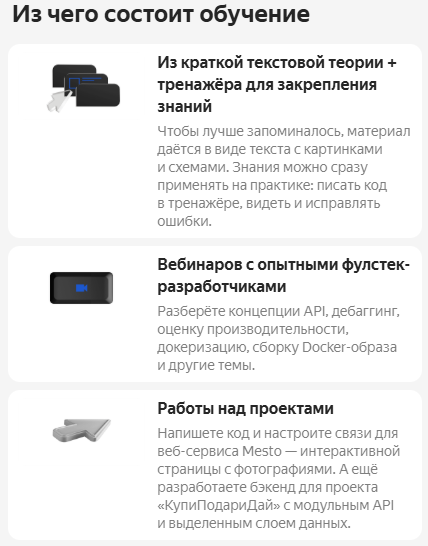 Из чего состоит обучение
Из краткой текстовой теории +
тренажёра для закрепления
знаний
Чтобы лучше запоминалось, материал
даётся в виде текста с картинками
и схемами. Знания можно сразу
применять на практике: писать код
в тренажёре, видеть и исправлять
ошибки.
Вебинаров с опытными фулстек-
разработчиками
Разберёте концепции API, дебаггинг,
оценку производительности,
докеризацию, сборку Docker-образа
и другие темы.
Работы над проектами
Напишете код и настроите связи для
веб-сервиса Mesto — интерактивной
страницы с фотографиями. А ещё
разработаете бэкенд для проекта
«КупиПодариДай» с модульным API
и выделенным слоем данных.